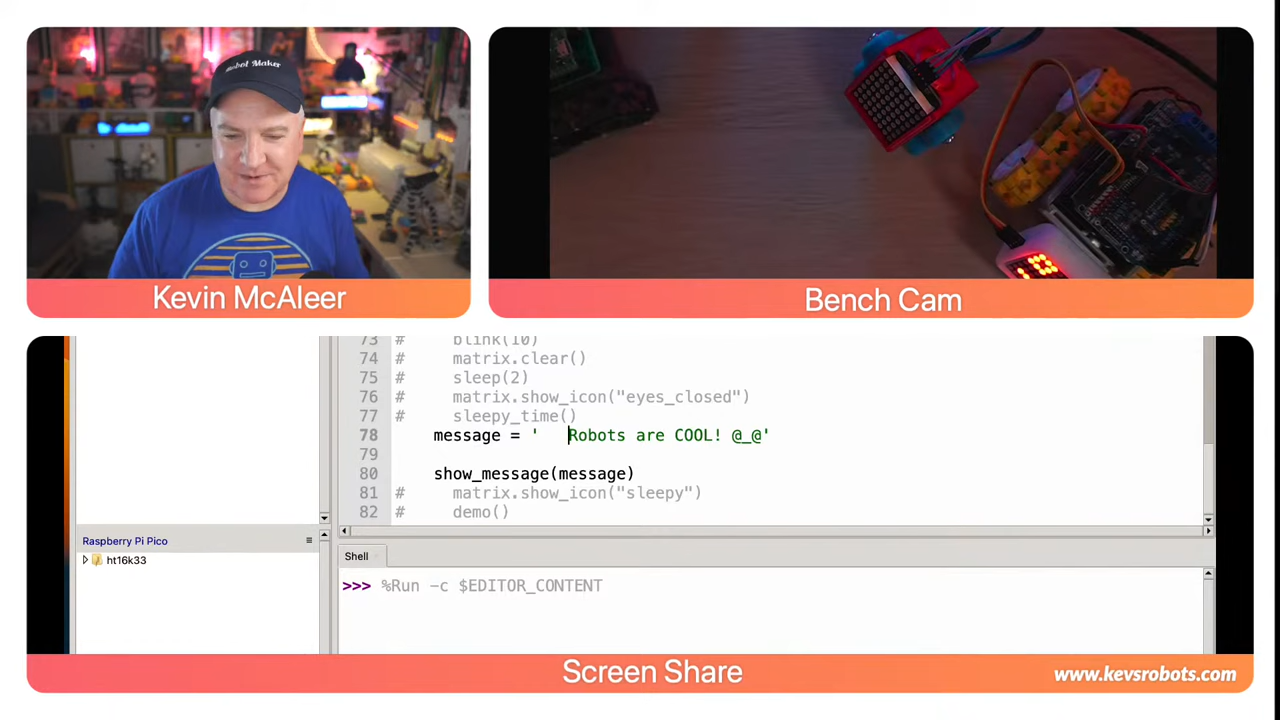 Robot Maker
Kevin McAleer
Bench Cam
73 # blink(10)
74 # matrix.clear()
75 # sleep(2)
76 # matrix.show_icon("eyes_closed")
77 # sleepy_time()
78 message = '   Robots are COOL! @_@'
79
80 show_message(message)
81 # matrix.show_icon("sleepy")
82 # demo()
Raspberry Pi Pico
ht16k33
Shell
>>> %Run -c $EDITOR_CONTENT
Screen Share
www.kevsrobots.com